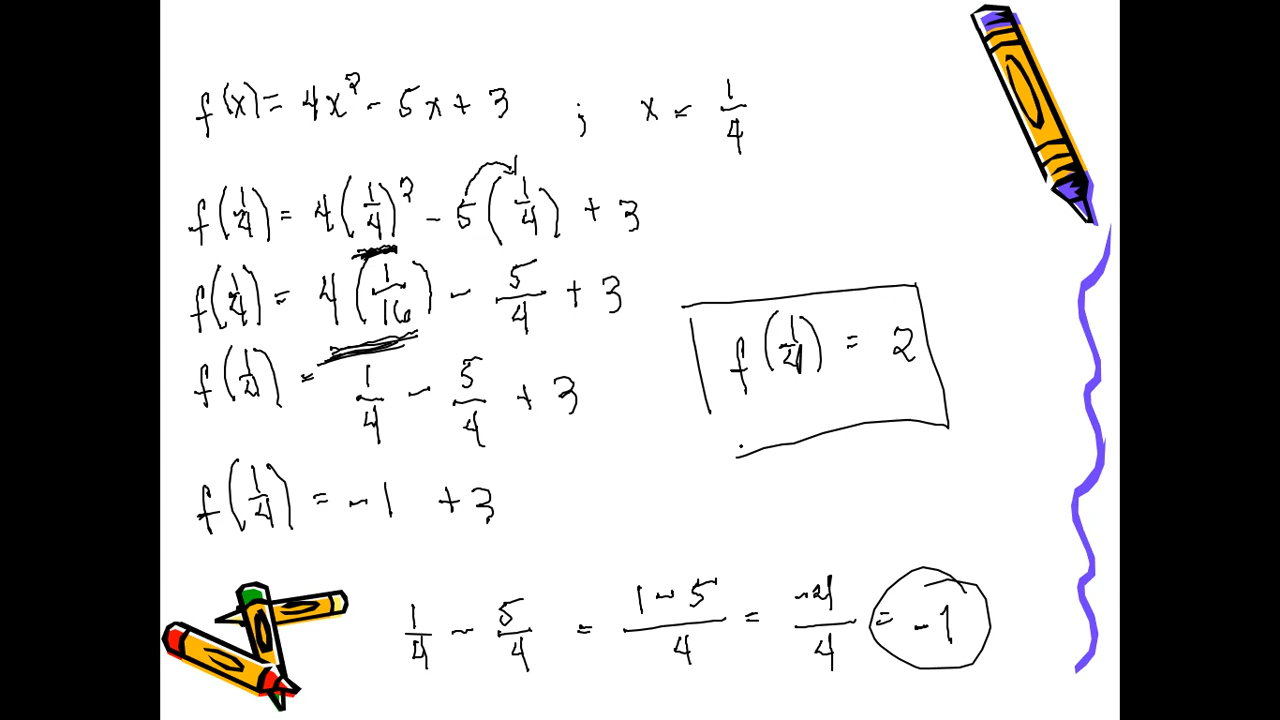 f(x) = 4x² - 5x + 3 ; x = 1/4
f(1/4) = 4(1/4)² - 5(1/4) + 3
f(1/4) = 4(1/16) - 5/4 + 3
f(1/4) = 1/4 - 5/4 + 3
f(1/4) = -1 + 3
f(1/4) = 2
1/4 - 5/4 = (1 - 5)/4 = -4/4 = -1